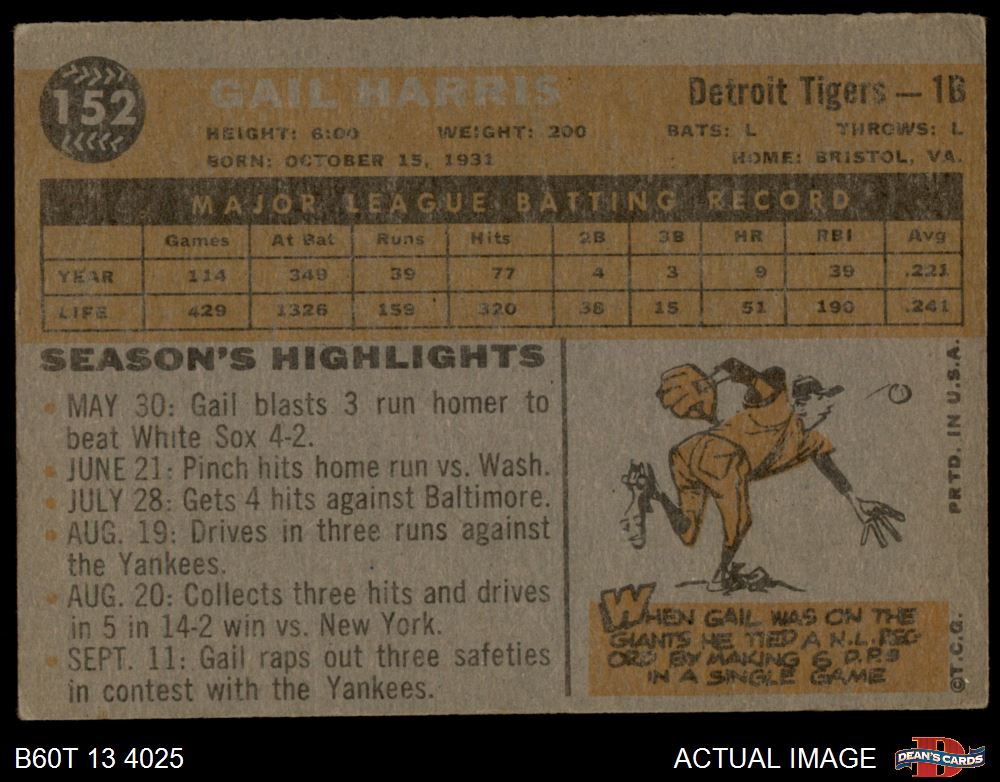 152
GAIL HARRIS
Detroit Tigers — 1B
HEIGHT: 6:00 WEIGHT: 200 BATS: L THROWS: L
BORN: OCTOBER 15, 1931 HOME: BRISTOL, VA.
MAJOR LEAGUE BATTING RECORD
Games At Bat Runs Hits 2B 3B HR RBI Avg
YEAR 114 349 39 77 4 3 9 39 .221
LIFE 429 1326 159 320 38 15 51 190 .241
SEASON'S HIGHLIGHTS
• MAY 30: Gail blasts 3 run homer to
beat White Sox 4-2.
• JUNE 21: Pinch hits home run vs. Wash.
• JULY 28: Gets 4 hits against Baltimore.
• AUG. 19: Drives in three runs against
the Yankees.
• AUG. 20: Collects three hits and drives
in 5 in 14-2 win vs. New York.
• SEPT. 11: Gail raps out three safeties
in contest with the Yankees.
WHEN GAIL WAS ON THE
GIANTS HE TIED A N.L. REC-
ORD BY MAKING 6 D.P.S
IN A SINGLE GAME
©T.C.G. PRTD. IN U.S.A.
B60T 13 4025
ACTUAL IMAGE
D
DEAN'S CARDS